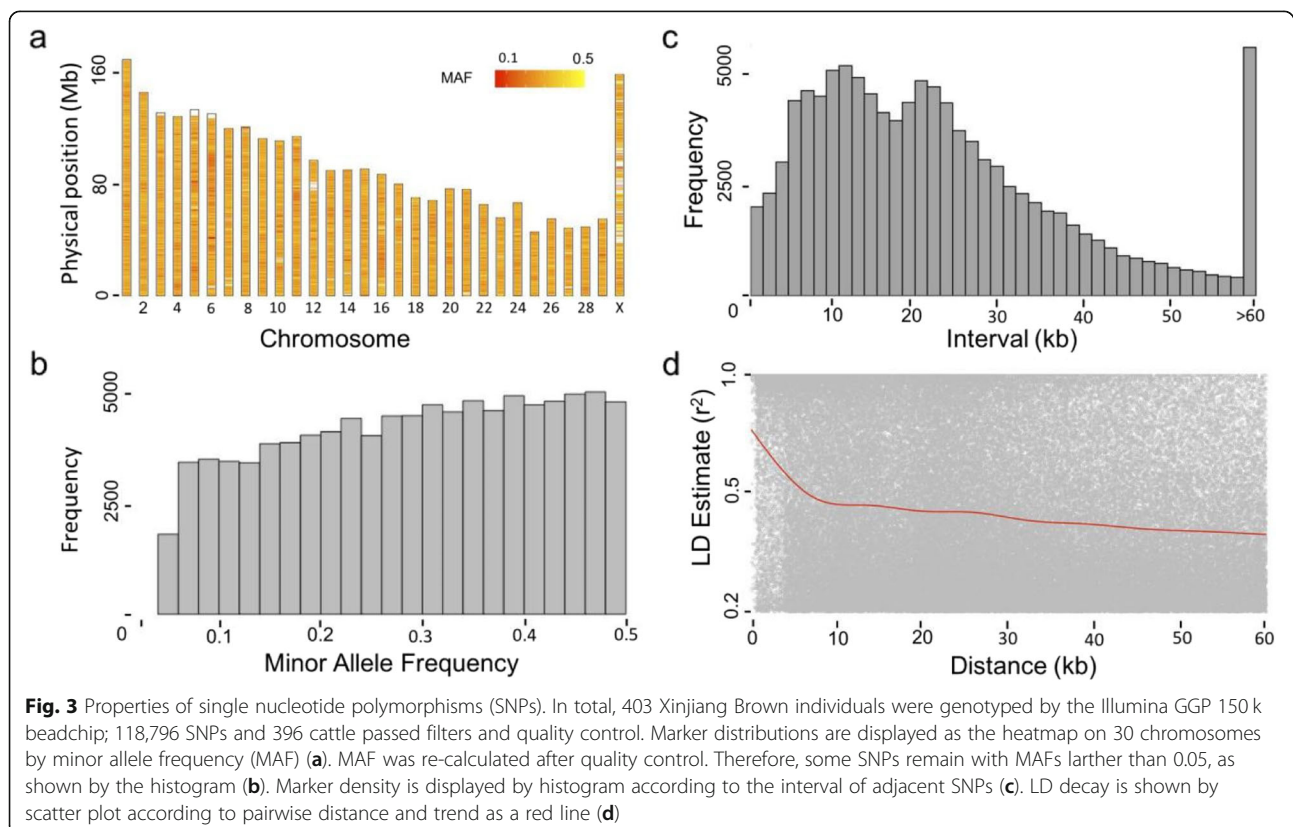 a
0.1 0.5
MAF
Physical position (Mb)
160
80
0
2 4 6 8 10 12 14 16 18 20 22 24 26 28 X
Chromosome
b
Frequency
5000
2500
0 0.1 0.2 0.3 0.4 0.5
Minor Allele Frequency
c
Frequency
5000
2500
0
10 20 30 40 50 >60
Interval (kb)
d
LD Estimate (r²)
1.0
0.5
0.2
0 10 20 30 40 50 60
Distance (kb)
Fig. 3 Properties of single nucleotide polymorphisms (SNPs). In total, 403 Xinjiang Brown individuals were genotyped by the Illumina GGP 150 k
beadchip; 118,796 SNPs and 396 cattle passed filters and quality control. Marker distributions are displayed as the heatmap on 30 chromosomes
by minor allele frequency (MAF) (a). MAF was re-calculated after quality control. Therefore, some SNPs remain with MAFs larther than 0.05, as
shown by the histogram (b). Marker density is displayed by histogram according to the interval of adjacent SNPs (c). LD decay is shown by
scatter plot according to pairwise distance and trend as a red line (d)